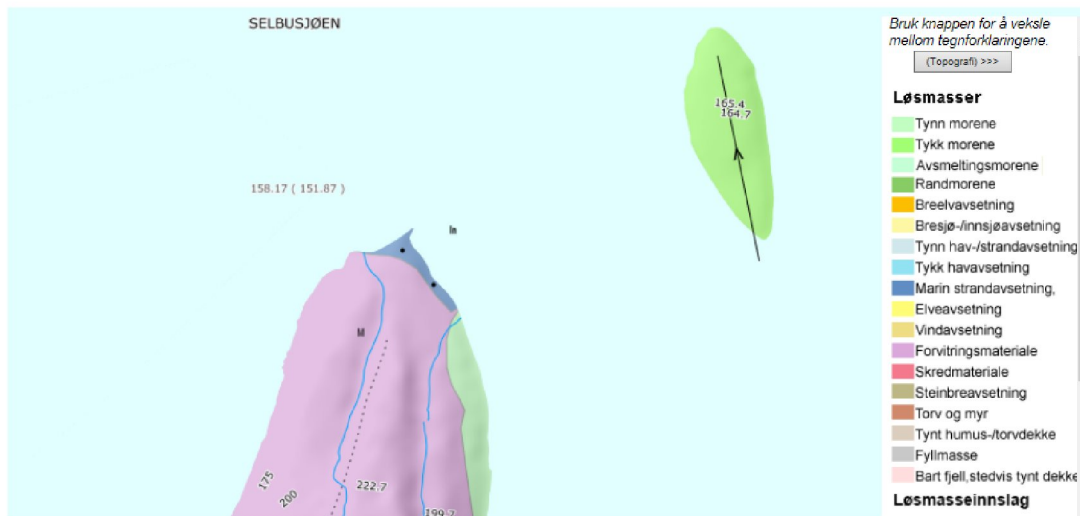 SELBUSJØEN
165.4
164.7
158.17 ( 151.87 )
In
M
175
200
222.7
199.7
Bruk knappen for å veksle
mellom tegnforklaringene.
(Topografi) >>>
Løsmasser
Tynn morene
Tykk morene
Avsmeltingsmorene
Randmorene
Breelvavsetning
Bresjø-/innsjøavsetning
Tynn hav-/strandavsetning
Tykk havavsetning
Marin strandavsetning,
Elveavsetning
Vindavsetning
Forvitringsmateriale
Skredmateriale
Steinbreavsetning
Torv og myr
Tynt humus-/torvdekke
Fyllmasse
Bart fjell,stedvis tynt dekke
Løsmasseinnslag